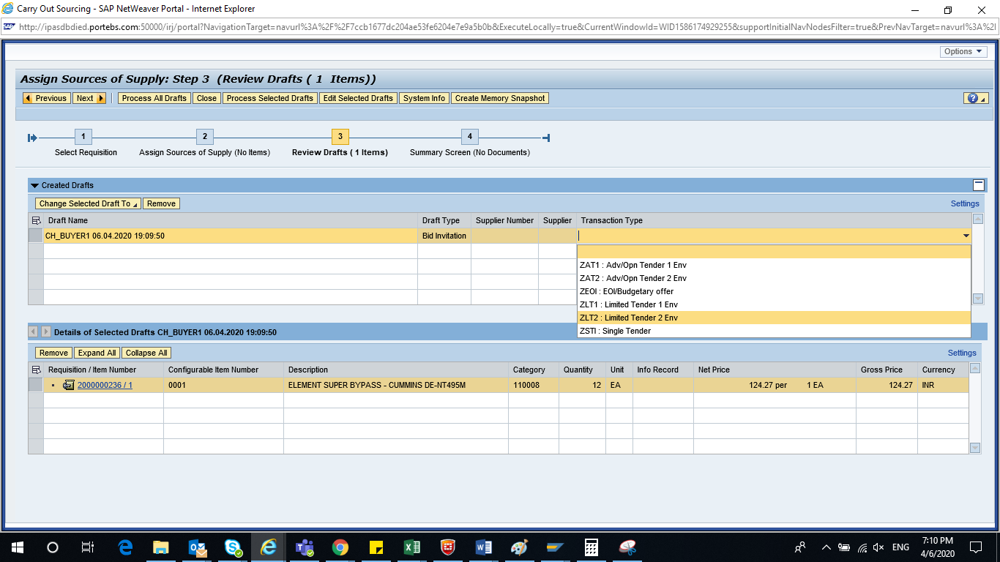 Carry Out Sourcing - SAP NetWeaver Portal - Internet Explorer
SAP http://ipasdbdied.portebs.com:50000/irj/portal?NavigationTarget=navurl%3A%2F%2F7ccb1677dc204ae53fe6204e7e9a5b0b&ExecuteLocally=true&CurrentWindowId=WID1586174929255&supportInitialNavNodesFilter=true&PrevNavTarget=navurl%3A%2
Options
Assign Sources of Supply: Step 3 (Review Drafts ( 1 Items))
Previous Next Process All Drafts Close Process Selected Drafts Edit Selected Drafts System Info Create Memory Snapshot ?
1 2 3 4
Select Requisition Assign Sources of Supply (No Items) Review Drafts ( 1 Items) Summary Screen (No Documents)
Created Drafts
Change Selected Draft To Remove Settings
Draft Name Draft Type Supplier Number Supplier Transaction Type
CH_BUYER1 06.04.2020 19:09:50 Bid Invitation
ZAT1 : Adv/Opn Tender 1 Env
ZAT2 : Adv/Opn Tender 2 Env
ZEOI : EOI/Budgetary offer
ZLT1 : Limited Tender 1 Env
ZLT2 : Limited Tender 2 Env
ZSTI : Single Tender
Details of Selected Drafts CH_BUYER1 06.04.2020 19:09:50
Remove Expand All Collapse All Settings
Requisition / Item Number Configurable Item Number Description Category Quantity Unit Info Record Net Price Gross Price Currency
2000000236 / 1 0001 ELEMENT SUPER BYPASS - CUMMINS DE-NT495M 110008 12 EA 124.27 per 1 EA 124.27 INR
ENG
7:10 PM
4/6/2020